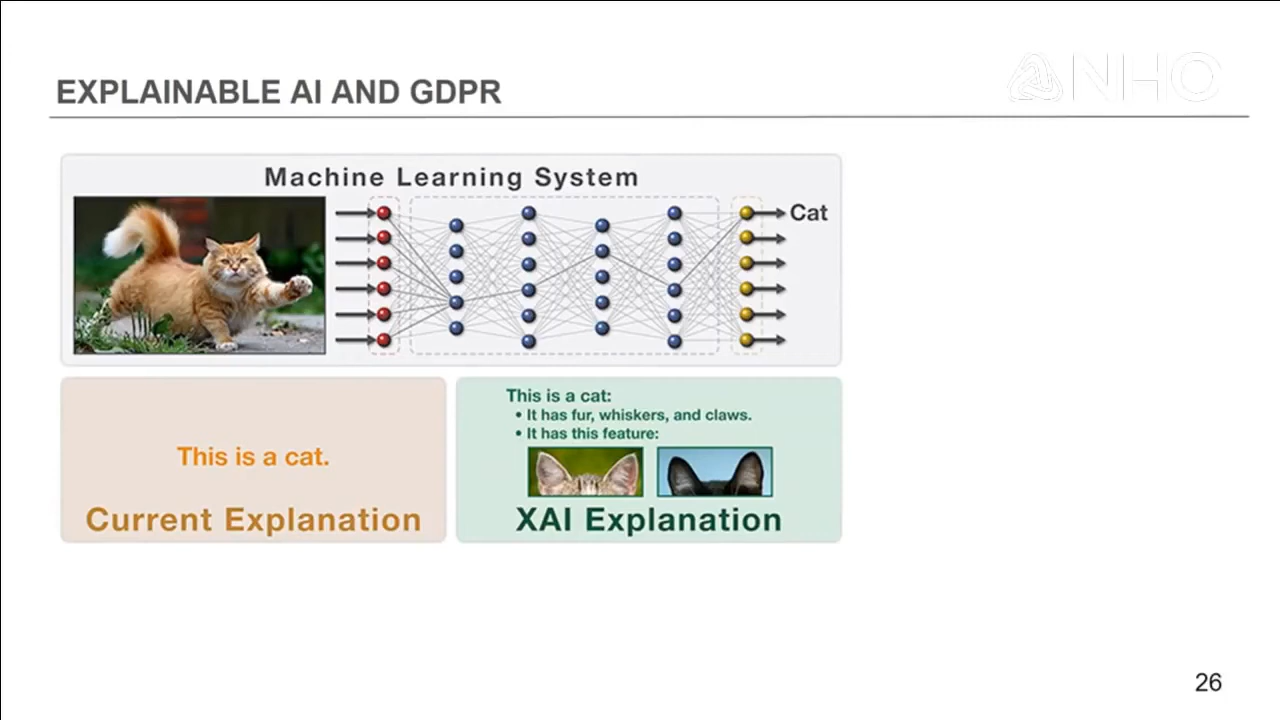 NHO
EXPLAINABLE AI AND GDPR
Machine Learning System
Cat
This is a cat.
Current Explanation
This is a cat:
• It has fur, whiskers, and claws.
• It has this feature:
XAI Explanation
26